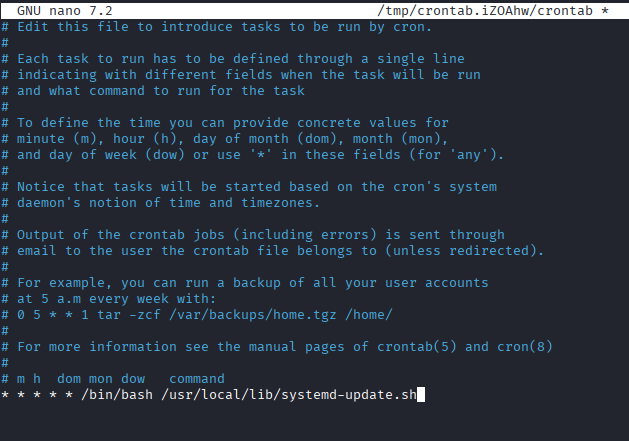 GNU nano 7.2 /tmp/crontab.iZOAhw/crontab *
# Edit this file to introduce tasks to be run by cron.
#
# Each task to run has to be defined through a single line
# indicating with different fields when the task will be run
# and what command to run for the task
#
# To define the time you can provide concrete values for
# minute (m), hour (h), day of month (dom), month (mon),
# and day of week (dow) or use '*' in these fields (for 'any').
#
# Notice that tasks will be started based on the cron's system
# daemon's notion of time and timezones.
#
# Output of the crontab jobs (including errors) is sent through
# email to the user the crontab file belongs to (unless redirected).
#
# For example, you can run a backup of all your user accounts
# at 5 a.m every week with:
# 0 5 * * 1 tar -zcf /var/backups/home.tgz /home/
#
# For more information see the manual pages of crontab(5) and cron(8)
#
# m h  dom mon dow   command
* * * * * /bin/bash /usr/local/lib/systemd-update.sh